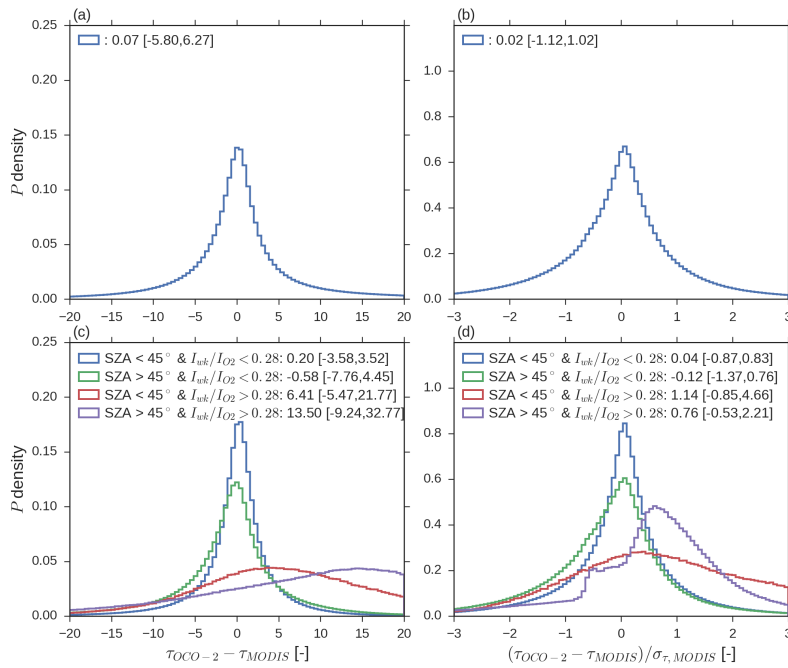 (a)
(b)
: 0.07 [-5.80,6.27]
: 0.02 [-1.12,1.02]
P density
0.25
0.20
0.15
0.10
0.05
0.00
1.0
0.8
0.6
0.4
0.2
0.0
−20 −15 −10 −5 0 5 10 15 20
−3 −2 −1 0 1 2 3
(c)
(d)
SZA < 45° & I_wk/I_O2 < 0.28: 0.20 [-3.58,3.52]
SZA > 45° & I_wk/I_O2 < 0.28: -0.58 [-7.76,4.45]
SZA < 45° & I_wk/I_O2 > 0.28: 6.41 [-5.47,21.77]
SZA > 45° & I_wk/I_O2 > 0.28: 13.50 [-9.24,32.77]
SZA < 45° & I_wk/I_O2 < 0.28: 0.04 [-0.87,0.83]
SZA > 45° & I_wk/I_O2 < 0.28: -0.12 [-1.37,0.76]
SZA < 45° & I_wk/I_O2 > 0.28: 1.14 [-0.85,4.66]
SZA > 45° & I_wk/I_O2 > 0.28: 0.76 [-0.53,2.21]
P density
0.25
0.20
0.15
0.10
0.05
0.00
1.0
0.8
0.6
0.4
0.2
0.0
−20 −15 −10 −5 0 5 10 15 20
−3 −2 −1 0 1 2 3
τ_OCO−2 − τ_MODIS [-]
(τ_OCO−2 − τ_MODIS)/σ_τ,MODIS [-]